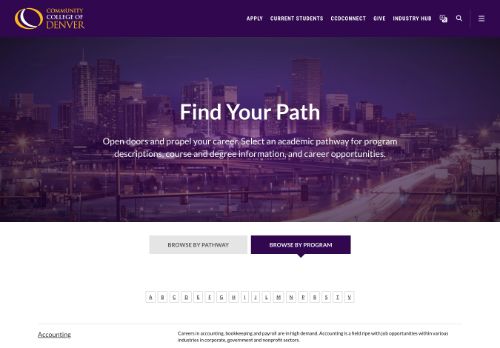 COMMUNITY
COLLEGE OF
DENVER
APPLY CURRENT STUDENTS CCDCONNECT GIVE INDUSTRY HUB
Find Your Path
Open doors and propel your career. Select an academic pathway for program
descriptions, course and degree information, and career opportunities.
BROWSE BY PATHWAY BROWSE BY PROGRAM
A B C D E F G H I J L M N P R S T V
Accounting
Careers in accounting, bookkeeping and payroll are in high demand. Accounting is a field ripe with job opportunities within various
industries in corporate, government and nonprofit sectors.